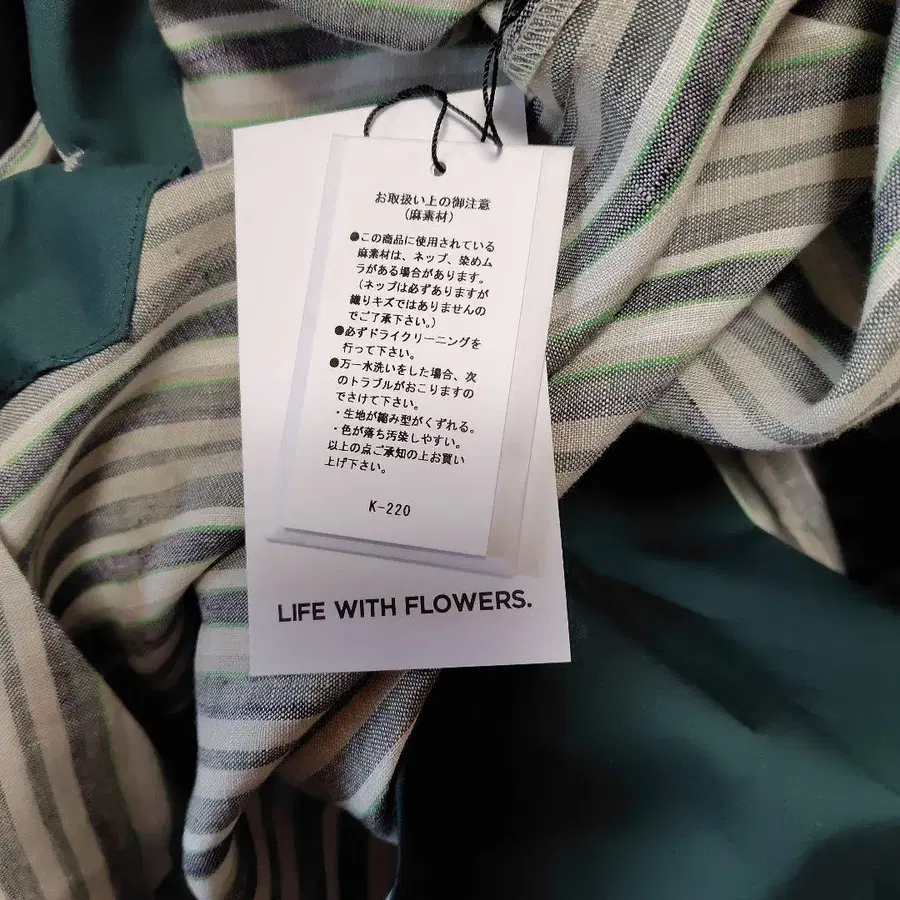 お取扱い上の御注意
(麻素材)
●この商品に使用されている
麻素材は、ネップ、染めム
ラがある場合があります。
(ネップは必ずありますが
織りキズではありませんの
でご了承下さい。)
●必ずドライクリーニングを
行って下さい。
●万一水洗いをした場合、次
のトラブルがおこりますの
でさけて下さい。
・生地が縮み型がくずれる。
・色が落ち汚染しやすい。
以上の点ご承知の上お買い
上げ下さい。
K-220
LIFE WITH FLOWERS.